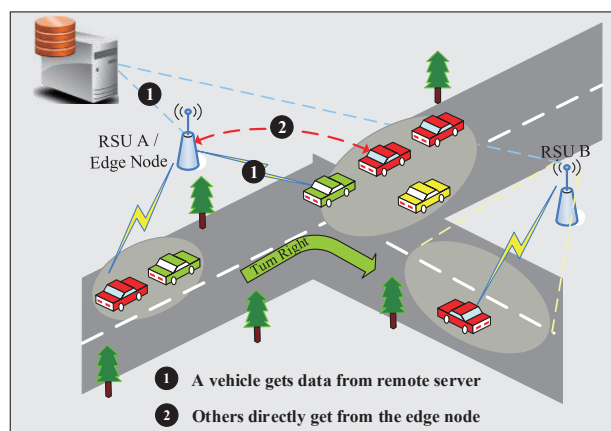 1
RSU A /
Edge Node
2
1
RSU B
Turn Right
1 A vehicle gets data from remote server
2 Others directly get from the edge node